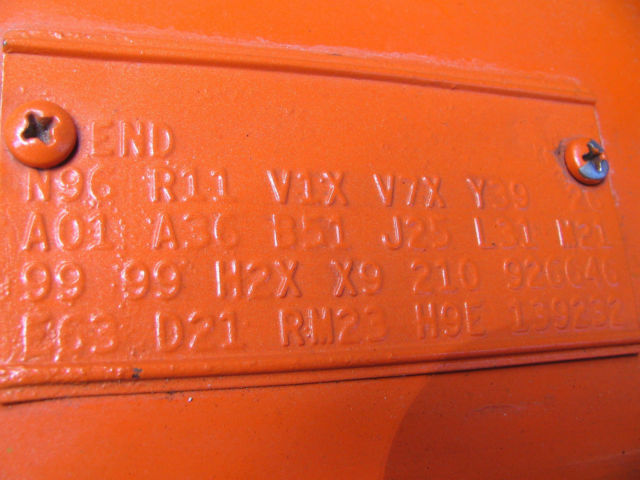 END
N96 R11 V1X V7X Y39
A01 A36 B51 J25 L31 M21
99 99 H2X X9 210 926646
E63 D21 RM23 H9E 139232